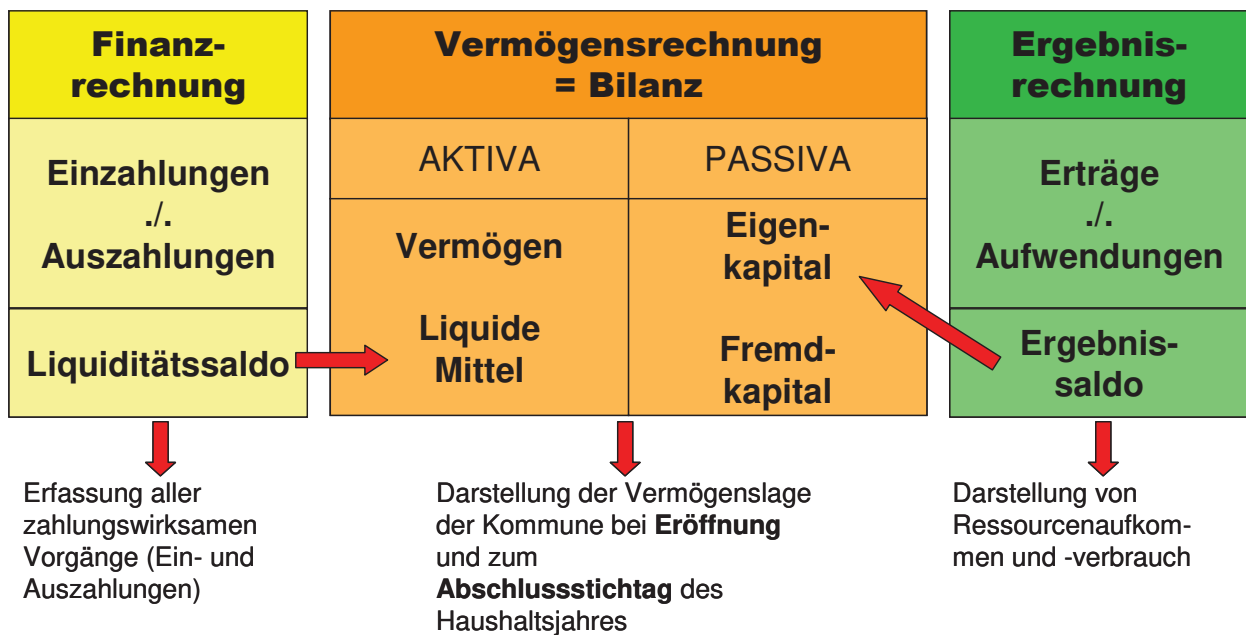 Finanz-
rechnung
Einzahlungen
./.
Auszahlungen
Liquiditätssaldo
Erfassung aller
zahlungswirksamen
Vorgänge (Ein- und
Auszahlungen)
Vermögensrechnung
= Bilanz
AKTIVA
Vermögen
Liquide
Mittel
PASSIVA
Eigen-
kapital
Fremd-
kapital
Darstellung der Vermögenslage
der Kommune bei Eröffnung
und zum
Abschlussstichtag des
Haushaltsjahres
Ergebnis-
rechnung
Erträge
./.
Aufwendungen
Ergebnis-
saldo
Darstellung von
Ressourcenaufkom-
men und -verbrauch